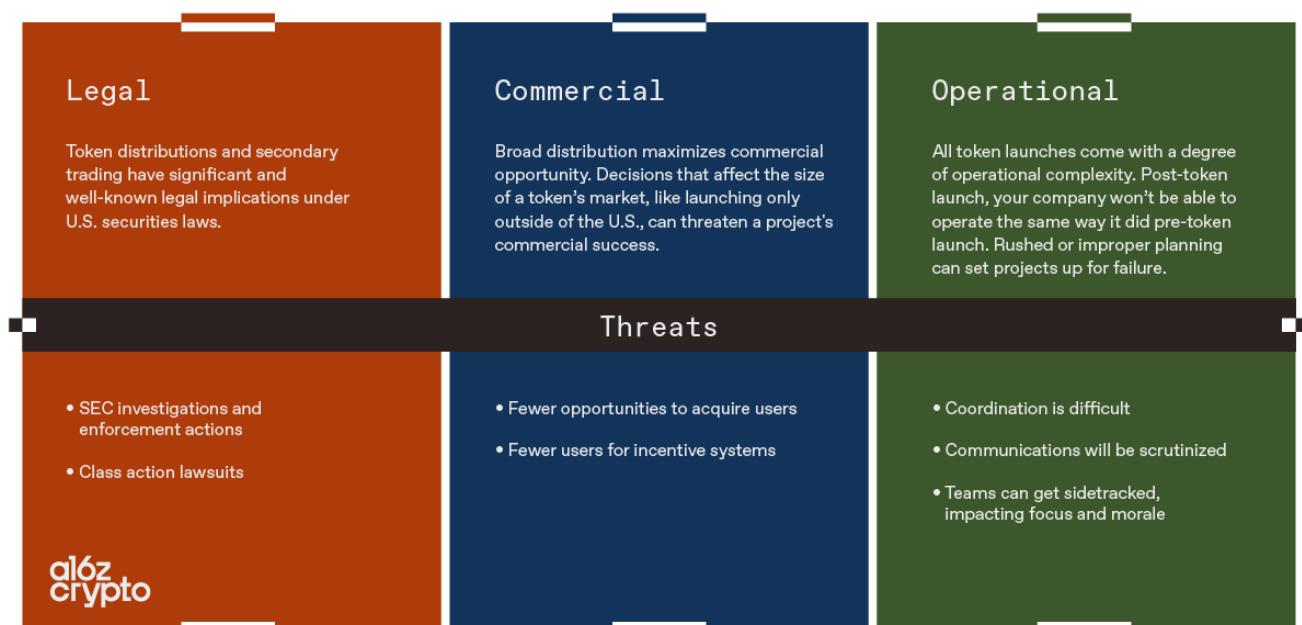 Legal
Token distributions and secondary
trading have significant and
well-known legal implications under
U.S. securities laws.
Commercial
Broad distribution maximizes commercial
opportunity. Decisions that affect the size
of a token’s market, like launching only
outside of the U.S., can threaten a project's
commercial success.
Operational
All token launches come with a degree
of operational complexity. Post-token
launch, your company won’t be able to
operate the same way it did pre-token
launch. Rushed or improper planning
can set projects up for failure.
Threats
• SEC investigations and
enforcement actions
• Class action lawsuits
• Fewer opportunities to acquire users
• Fewer users for incentive systems
• Coordination is difficult
• Communications will be scrutinized
• Teams can get sidetracked,
impacting focus and morale
a16z
crypto